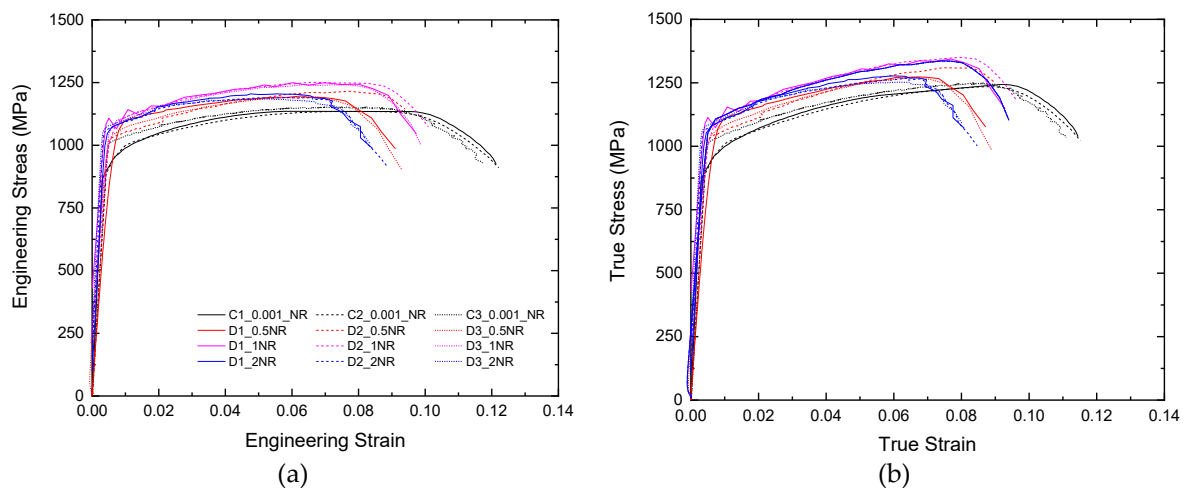 1500
1250
1000
750
500
250
0
Engineering Streas (MPa)
C1_0.001_NR C2_0.001_NR C3_0.001_NR
D1_0.5NR D2_0.5NR D3_0.5NR
D1_1NR D2_1NR D3_1NR
D1_2NR D2_2NR D3_2NR
0.00 0.02 0.04 0.06 0.08 0.10 0.12 0.14
Engineering Strain
(a)
1500
1250
1000
750
500
250
0
True Stress (MPa)
0.00 0.02 0.04 0.06 0.08 0.10 0.12 0.14
True Strain
(b)